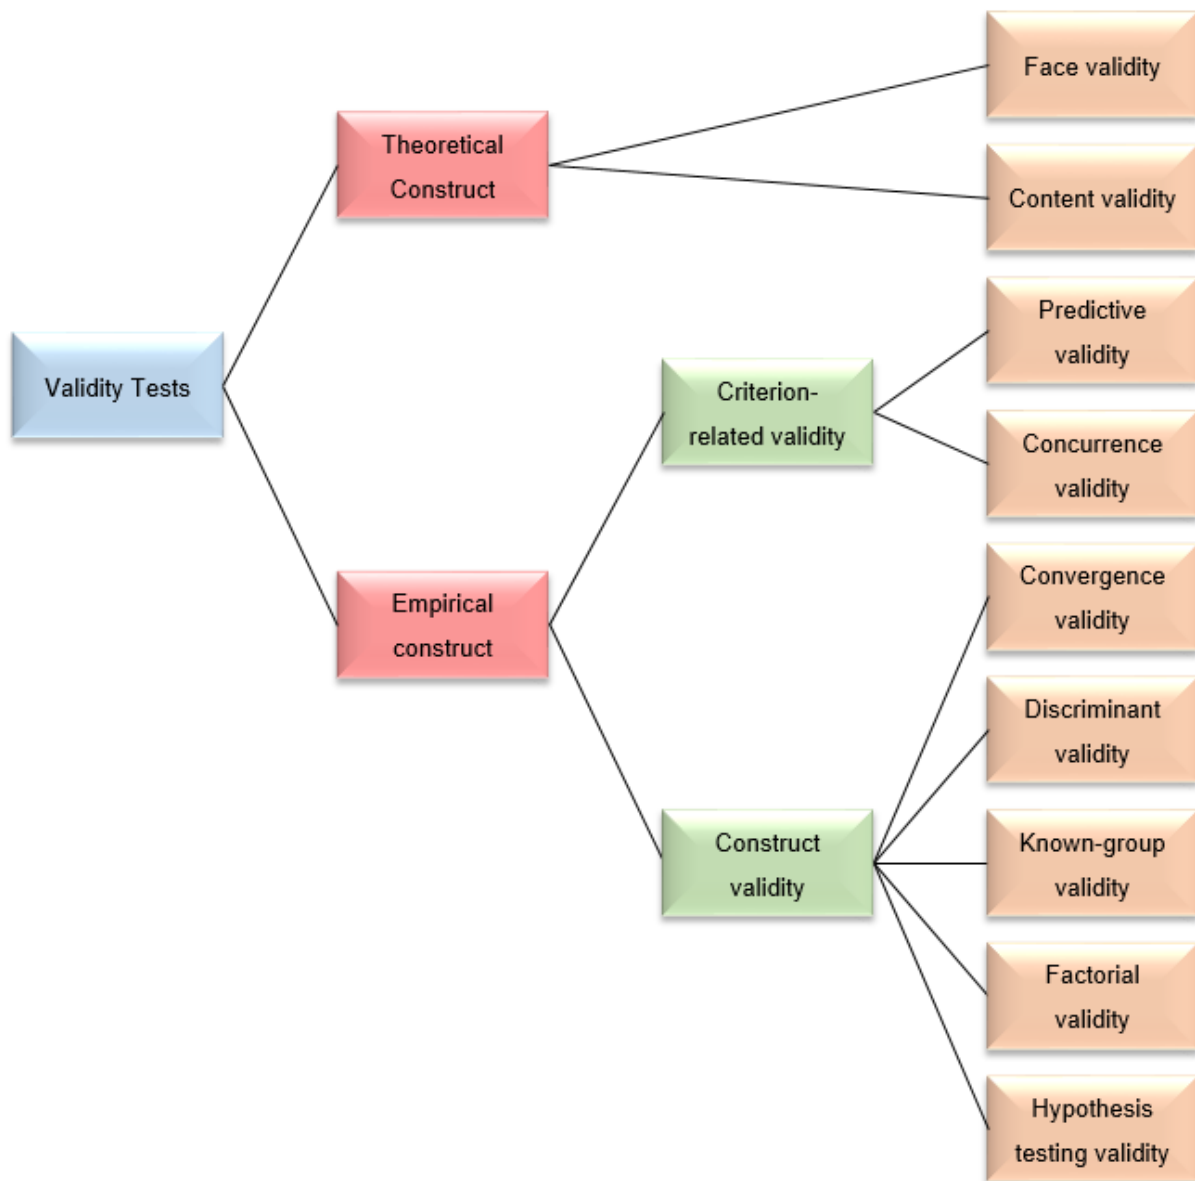 Face validity
Theoretical
Construct
Content validity
Predictive
validity
Validity Tests
Criterion-
related validity
Concurrence
validity
Convergence
validity
Empirical
construct
Discriminant
validity
Construct
validity
Known-group
validity
Factorial
validity
Hypothesis
testing validity